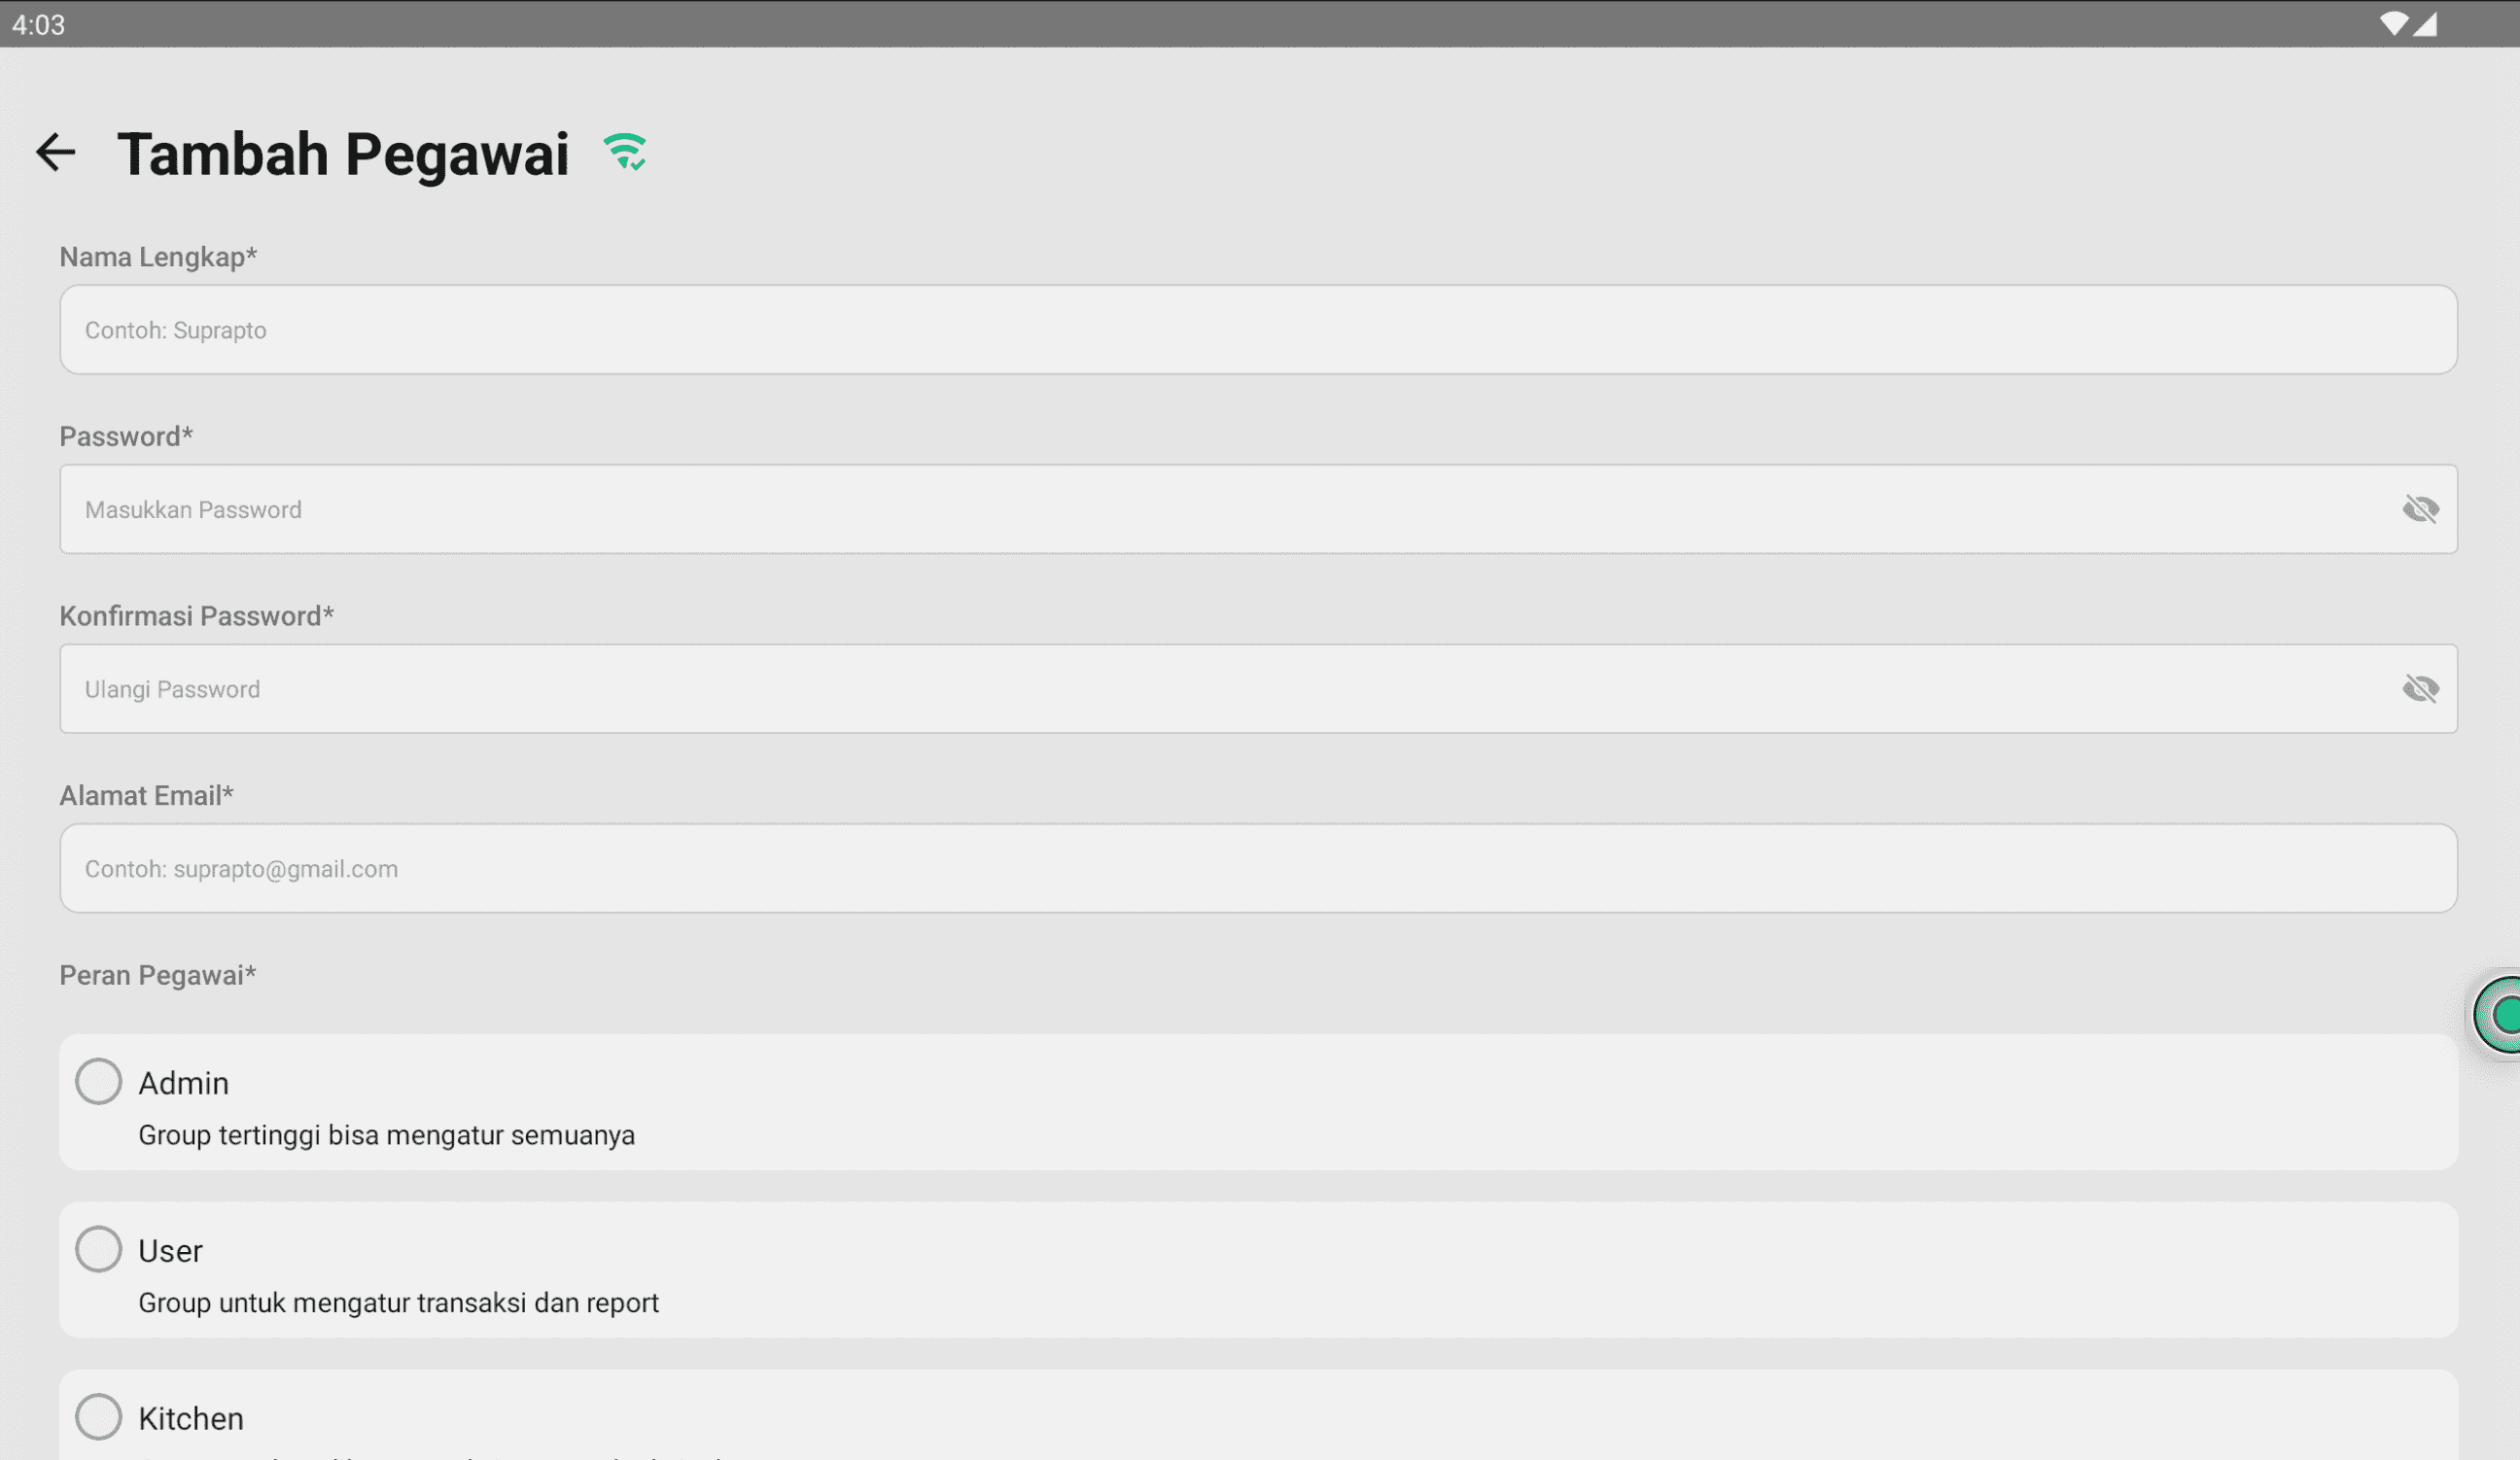 4:03
Tambah Pegawai
Nama Lengkap*
Contoh: Suprapto
Password*
Masukkan Password
Konfirmasi Password*
Ulangi Password
Alamat Email*
Contoh: suprapto@gmail.com
Peran Pegawai*
Admin
Group tertinggi bisa mengatur semuanya
User
Group untuk mengatur transaksi dan report
Kitchen